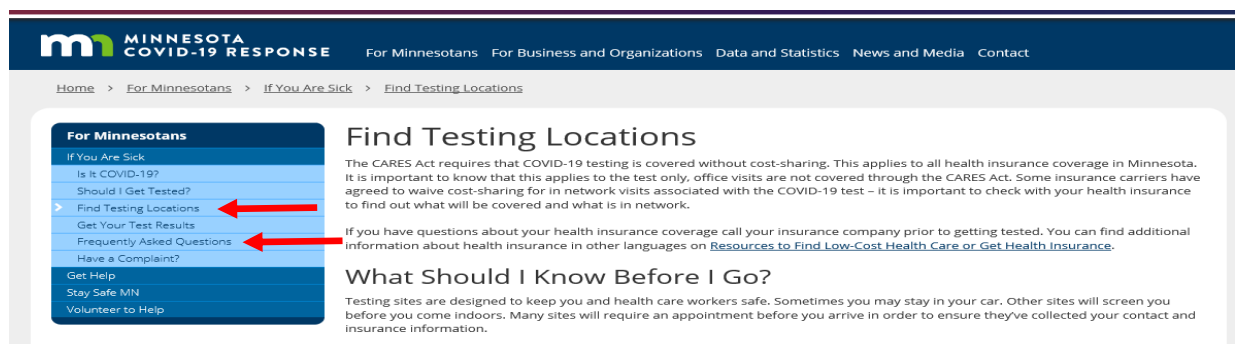 MINNESOTA
COVID-19 RESPONSE
For Minnesotans For Business and Organizations Data and Statistics News and Media Contact
Home > For Minnesotans > If You Are Sick > Find Testing Locations
For Minnesotans
If You Are Sick
Is It COVID-19?
Should I Get Tested?
> Find Testing Locations
Get Your Test Results
Frequently Asked Questions
Have a Complaint?
Get Help
Stay Safe MN
Volunteer to Help
Find Testing Locations
The CARES Act requires that COVID-19 testing is covered without cost-sharing. This applies to all health insurance coverage in Minnesota.
It is important to know that this applies to the test only, office visits are not covered through the CARES Act. Some insurance carriers have
agreed to waive cost-sharing for in network visits associated with the COVID-19 test – it is important to check with your health insurance
to find out what will be covered and what is in network.
If you have questions about your health insurance coverage call your insurance company prior to getting tested. You can find additional
information about health insurance in other languages on Resources to Find Low-Cost Health Care or Get Health Insurance.
What Should I Know Before I Go?
Testing sites are designed to keep you and health care workers safe. Sometimes you may stay in your car. Other sites will screen you
before you come indoors. Many sites will require an appointment before you arrive in order to ensure they've collected your contact and
insurance information.